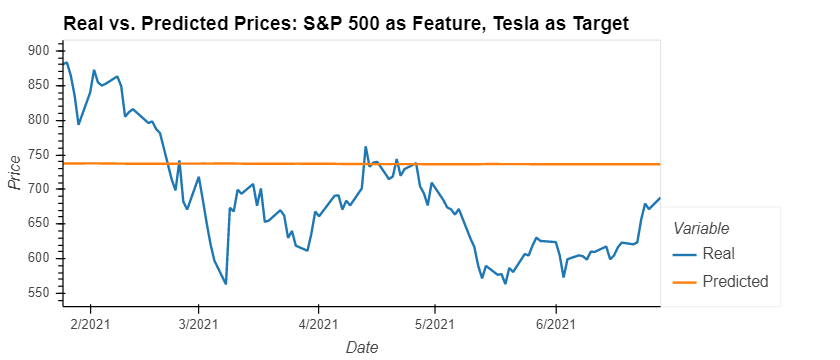 Real vs. Predicted Prices: S&P 500 as Feature, Tesla as Target
900
850
800
750
700
650
600
550
Price
2/2021 3/2021 4/2021 5/2021 6/2021
Date
Variable
Real
Predicted